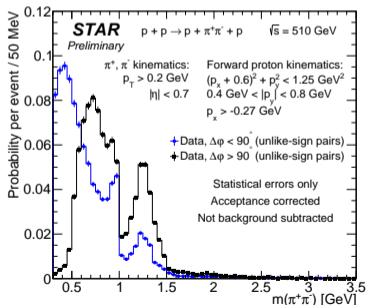 0.12
0.1
0.08
0.06
0.04
0.02
0
Probability per event / 50 MeV
STAR
Preliminary
p + p → p + π⁺π⁻ + p √s = 510 GeV
π⁺, π⁻ kinematics:
p_T > 0.2 GeV
|η| < 0.7
Forward proton kinematics:
(p_x + 0.6)² + p_y² < 1.25 GeV²
0.4 GeV < |p_y| < 0.8 GeV
p_x > -0.27 GeV
Data, Δφ < 90° (unlike-sign pairs)
Data, Δφ > 90° (unlike-sign pairs)
Statistical errors only
Acceptance corrected
Not background subtracted
0.5 1 1.5 2 2.5 3 3.5
m(π⁺π⁻) [GeV]